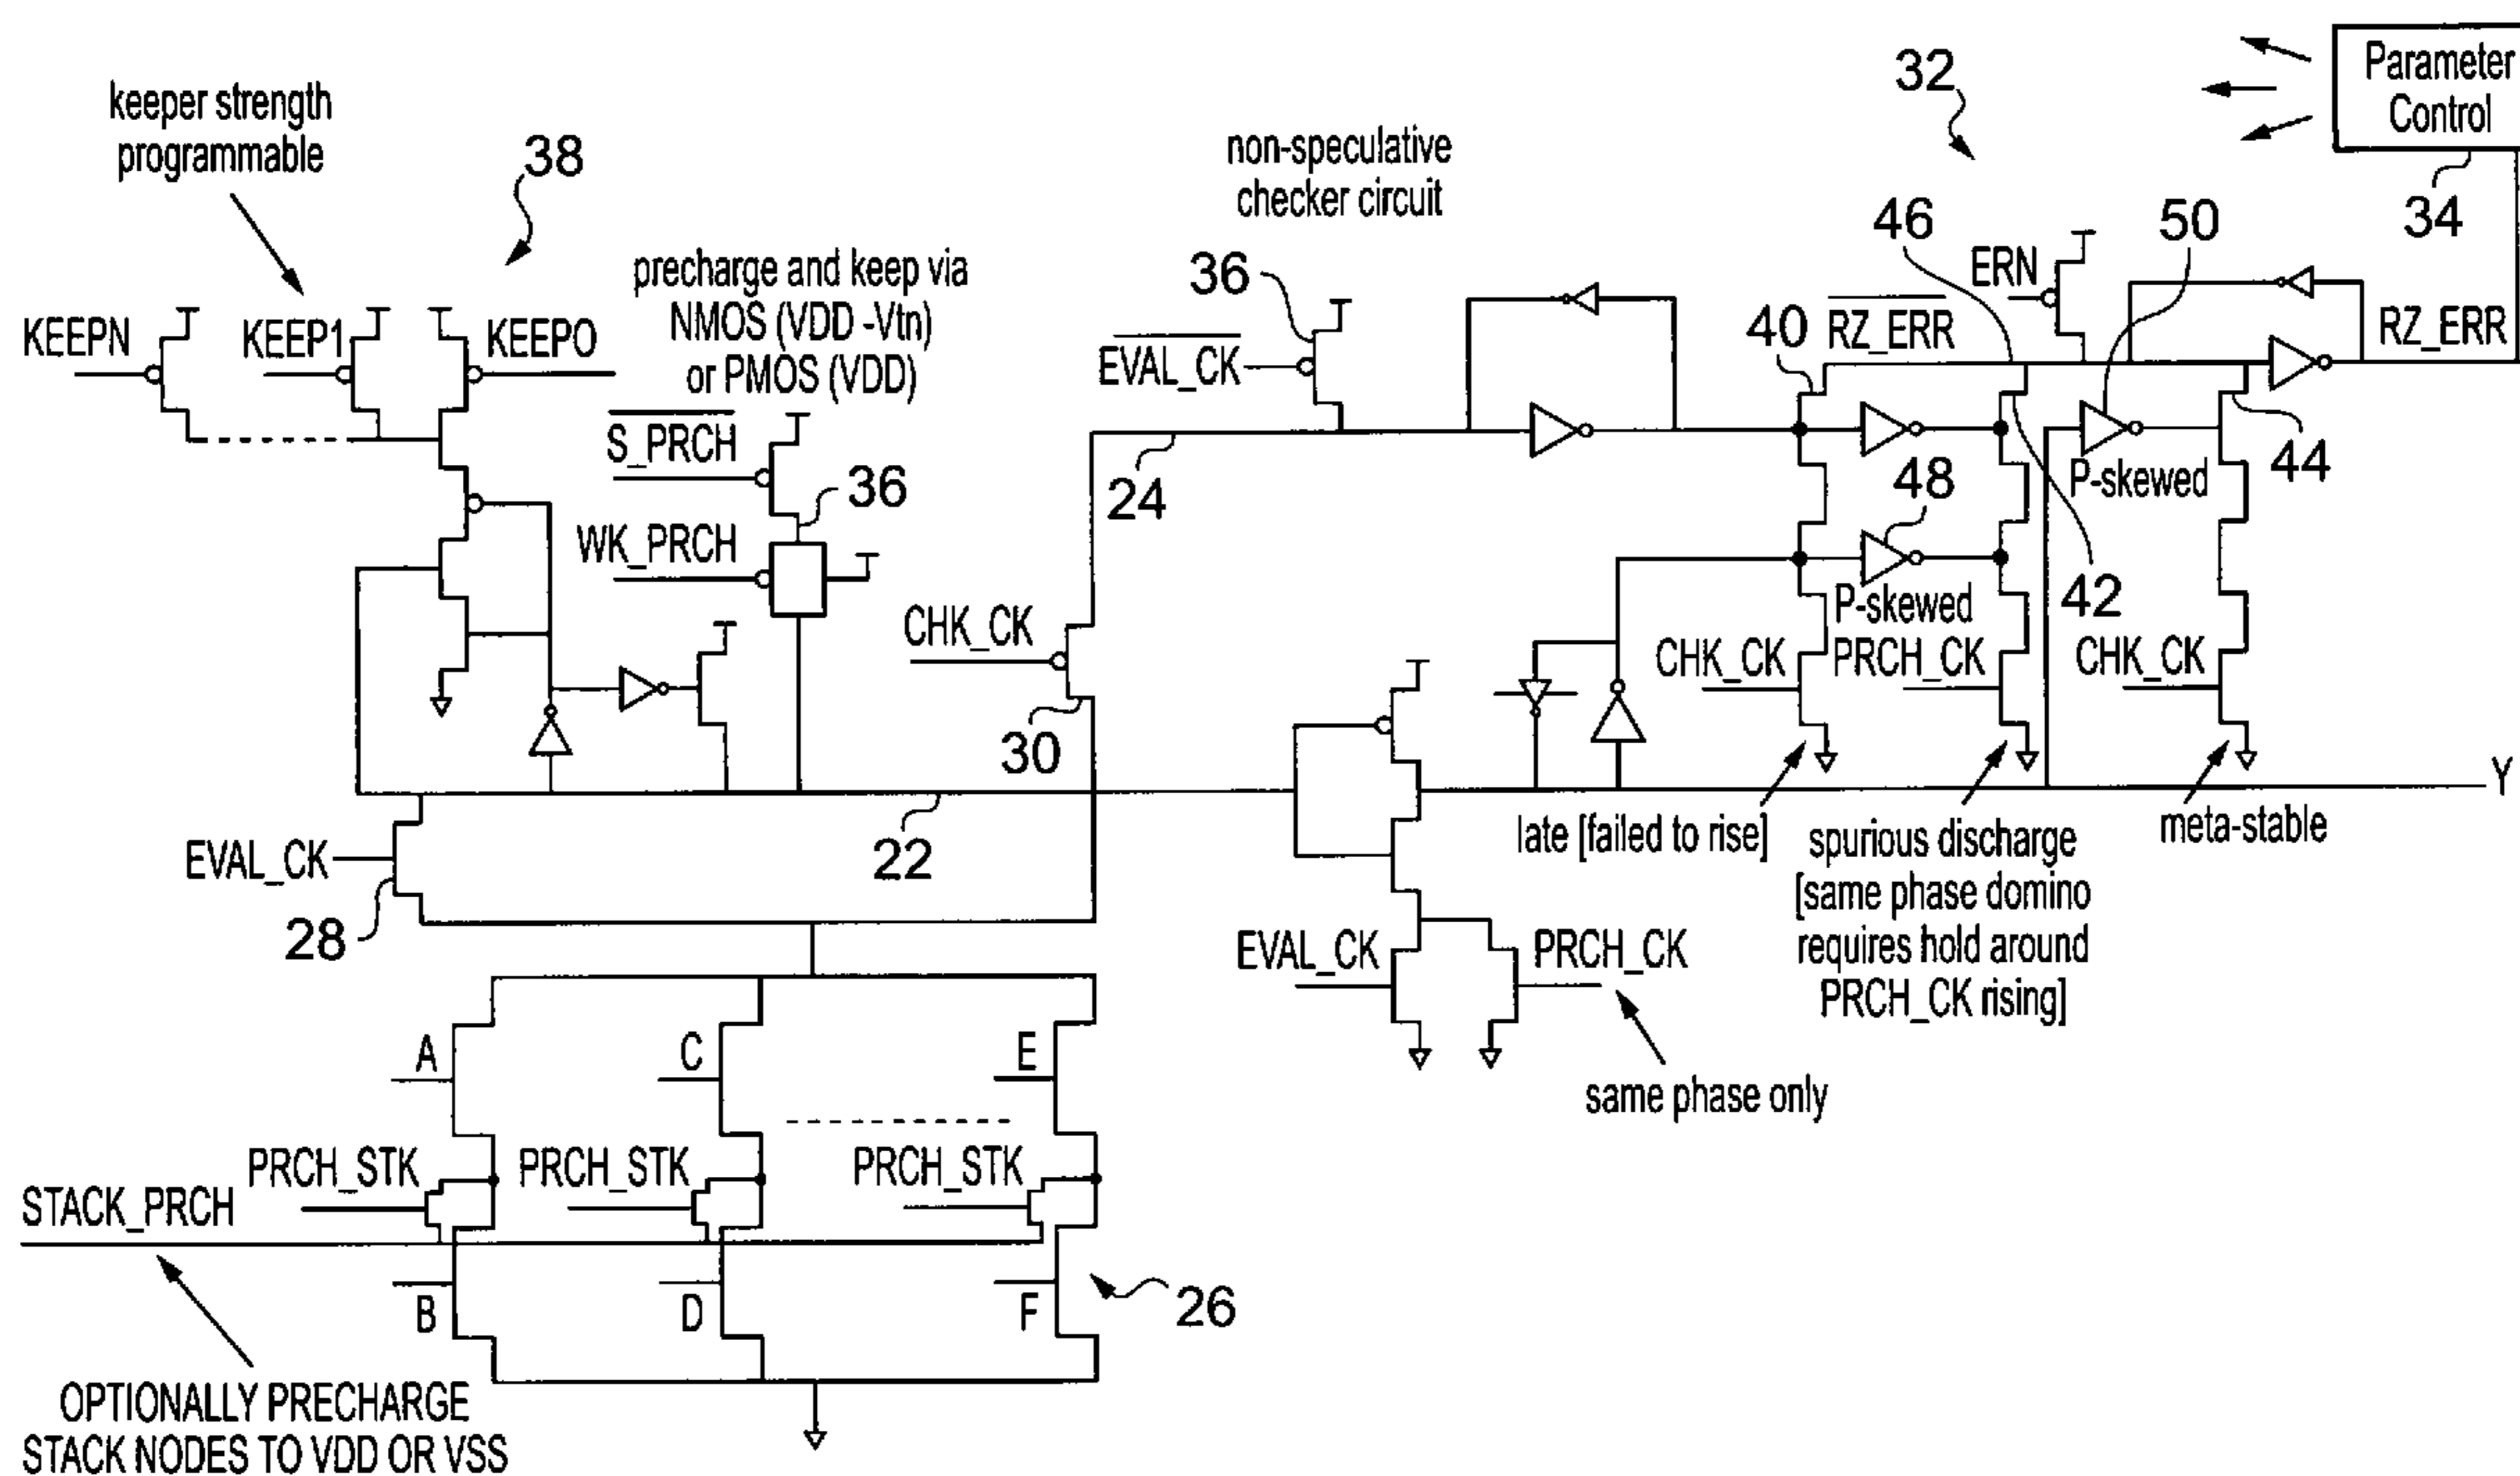 keeper strength
programmable
38
KEEPN
KEEP1
KEEPO
precharge and keep via
NMOS (VDD -Vtn)
or PMOS (VDD)
S_PRCH
36
WK_PRCH
non-speculative
checker circuit
36
EVAL_CK
24
CHK_CK
30
32
Parameter
Control
34
46
50
ERN
40
RZ_ERR
RZ_ERR
P-skewed
44
48
P-skewed
42
CHK_CK
PRCH_CK
CHK_CK
Y
late [failed to rise]
spurious discharge
[same phase domino
requires hold around
PRCH_CK rising]
meta-stable
22
EVAL_CK
28
EVAL_CK
PRCH_CK
same phase only
A
C
E
PRCH_STK
PRCH_STK
PRCH_STK
STACK_PRCH
B
D
F
26
OPTIONALLY PRECHARGE
STACK NODES TO VDD OR VSS